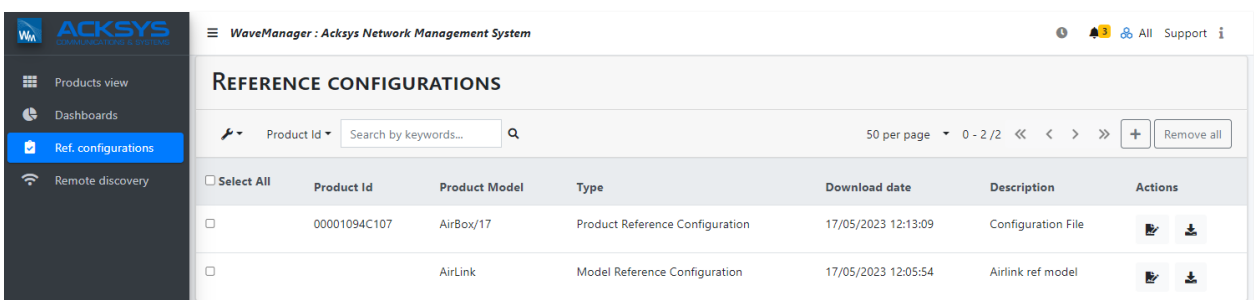 WM ACKSYS
COMMUNICATIONS & SYSTEMS
WaveManager : Acksys Network Management System
3 All Support i
Products view
Dashboards
Ref. configurations
Remote discovery
REFERENCE CONFIGURATIONS
Product Id Search by keywords... 50 per page 0 - 2 /2 « < > » + Remove all
Select All Product Id Product Model Type Download date Description Actions
00001094C107 AirBox/17 Product Reference Configuration 17/05/2023 12:13:09 Configuration File
AirLink Model Reference Configuration 17/05/2023 12:05:54 Airlink ref model